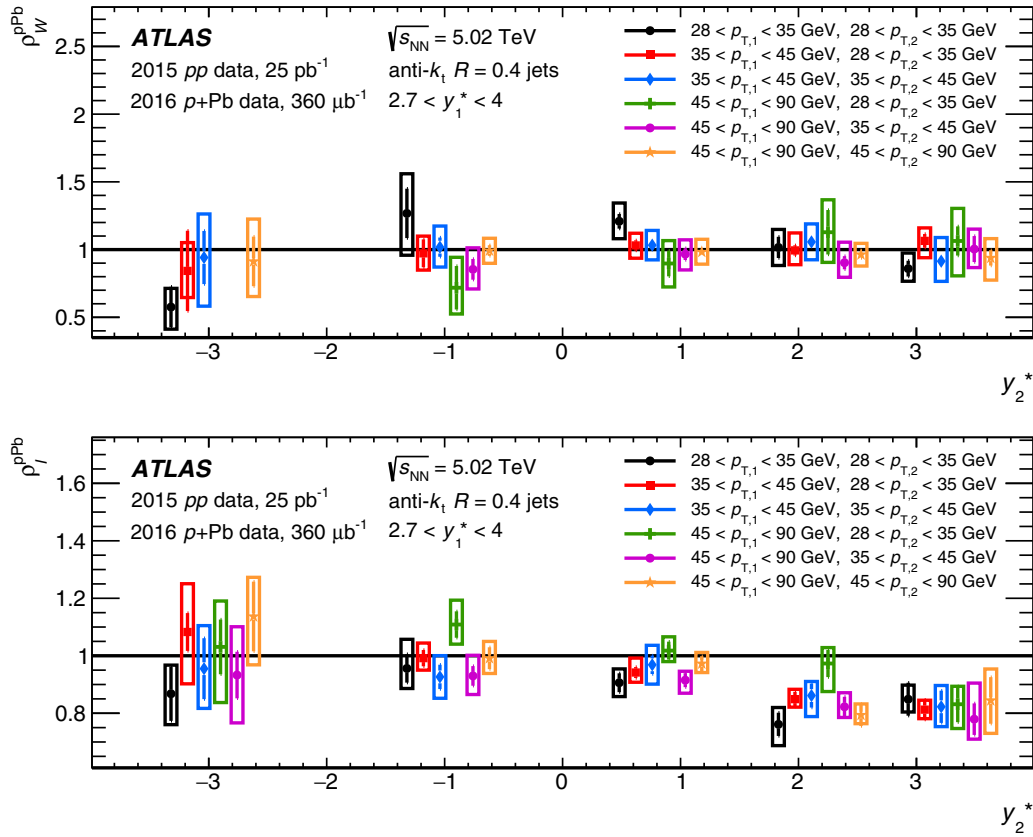 ρ_W^pPb
ATLAS
2015 pp data, 25 pb⁻¹
2016 p+Pb data, 360 μb⁻¹
√s_NN = 5.02 TeV
anti-k_t R = 0.4 jets
2.7 < y₁* < 4
28 < p_T,1 < 35 GeV, 28 < p_T,2 < 35 GeV
35 < p_T,1 < 45 GeV, 28 < p_T,2 < 35 GeV
35 < p_T,1 < 45 GeV, 35 < p_T,2 < 45 GeV
45 < p_T,1 < 90 GeV, 28 < p_T,2 < 35 GeV
45 < p_T,1 < 90 GeV, 35 < p_T,2 < 45 GeV
45 < p_T,1 < 90 GeV, 45 < p_T,2 < 90 GeV
2.5
2
1.5
1
0.5
−3 −2 −1 0 1 2 3
y₂*
ρ_I^pPb
ATLAS
2015 pp data, 25 pb⁻¹
2016 p+Pb data, 360 μb⁻¹
√s_NN = 5.02 TeV
anti-k_t R = 0.4 jets
2.7 < y₁* < 4
28 < p_T,1 < 35 GeV, 28 < p_T,2 < 35 GeV
35 < p_T,1 < 45 GeV, 28 < p_T,2 < 35 GeV
35 < p_T,1 < 45 GeV, 35 < p_T,2 < 45 GeV
45 < p_T,1 < 90 GeV, 28 < p_T,2 < 35 GeV
45 < p_T,1 < 90 GeV, 35 < p_T,2 < 45 GeV
45 < p_T,1 < 90 GeV, 45 < p_T,2 < 90 GeV
1.6
1.4
1.2
1
0.8
−3 −2 −1 0 1 2 3
y₂*